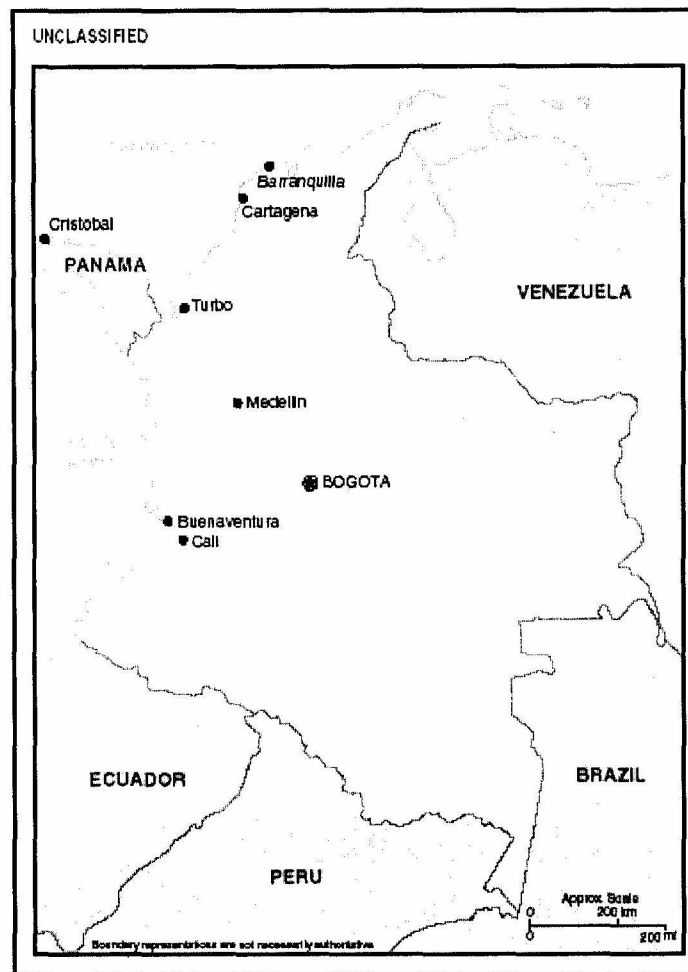 UNCLASSIFIED
Barranquilla
Cartagena
Cristobal
PANAMA
VENEZUELA
Turbo
Medellin
BOGOTA
Buenaventura
Cali
ECUADOR
BRAZIL
PERU
Approx. Scale
0 200 km
0 200 mi
Boundary representations are not necessarily authoritative